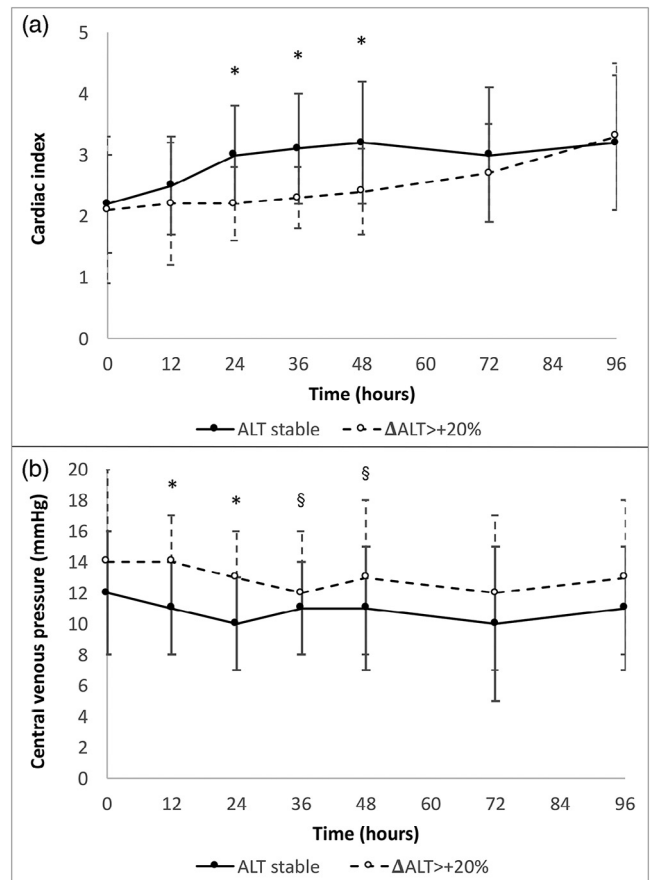 (a)
5
4
3
2
1
0
Cardiac index
* * *
0 12 24 36 48 60 72 84 96
Time (hours)
ALT stable ΔALT>+20%
(b)
20
18
16
14
12
10
8
6
4
2
0
Central venous pressure (mmHg)
* * § §
0 12 24 36 48 60 72 84 96
Time (hours)
ALT stable ΔALT>+20%